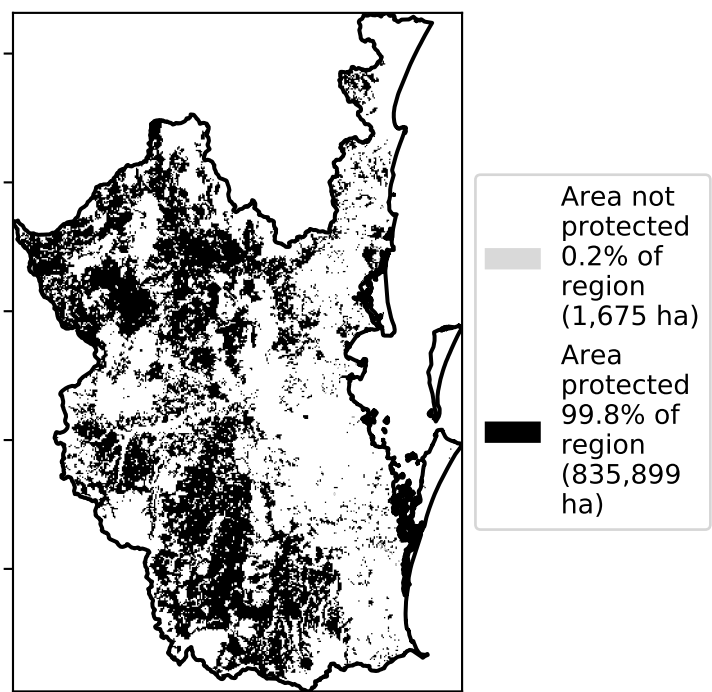 Area not
protected
0.2% of
region
(1,675 ha)
Area
protected
99.8% of
region
(835,899
ha)